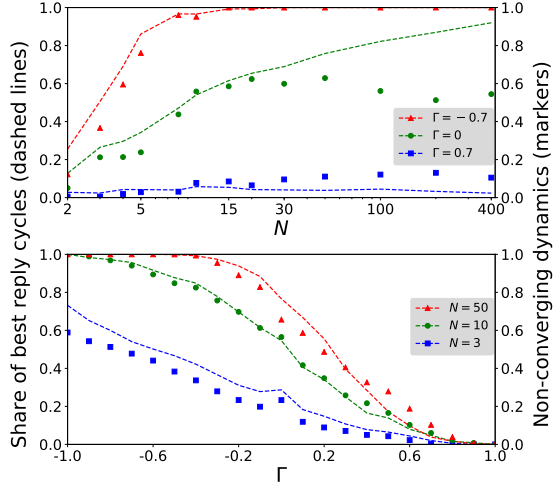 Share of best reply cycles (dashed lines)
Non-converging dynamics (markers)
1.0 1.0
0.8 0.8
0.6 0.6
0.4 0.4
0.2 0.2
0.0 0.0
2 5 15 30 100 400
N
Γ = −0.7
Γ = 0
Γ = 0.7
1.0 1.0
0.8 0.8
0.6 0.6
0.4 0.4
0.2 0.2
0.0 0.0
-1.0 -0.6 -0.2 0.2 0.6 1.0
Γ
N = 50
N = 10
N = 3